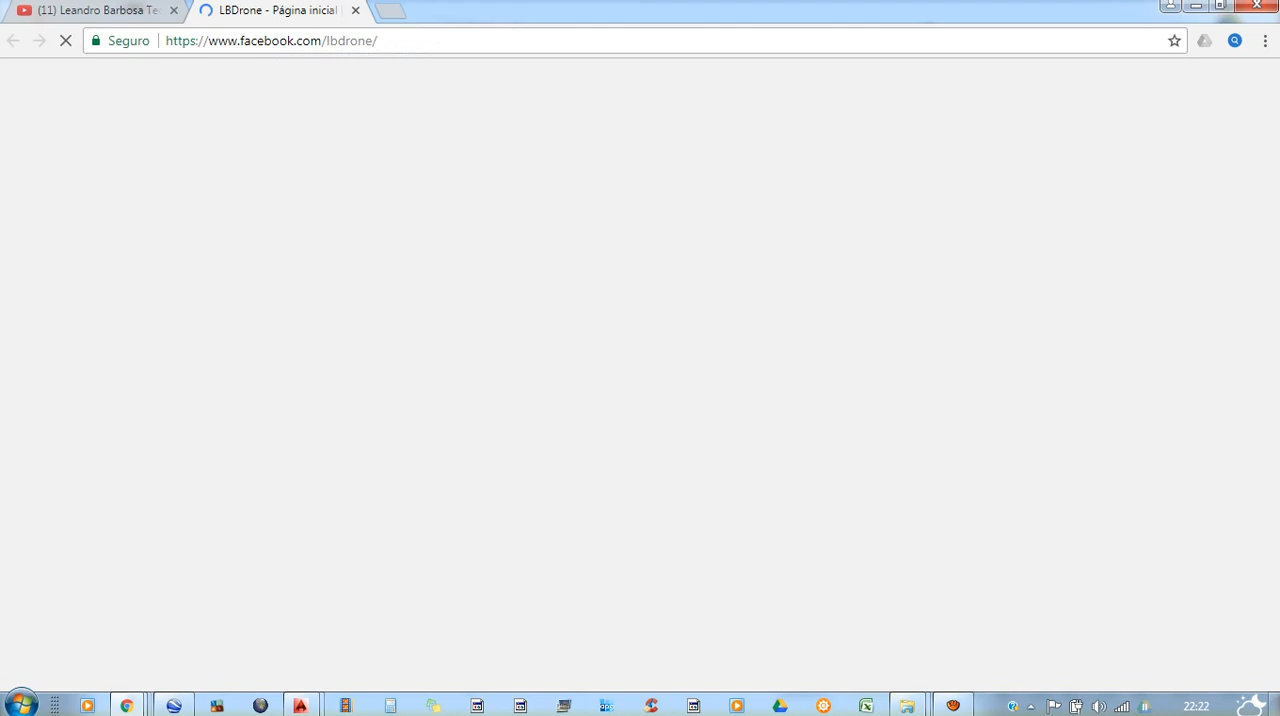 (11) Leandro Barbosa Te
LBDrone - Página inicial
Seguro
https://www.facebook.com/lbdrone/
22:22